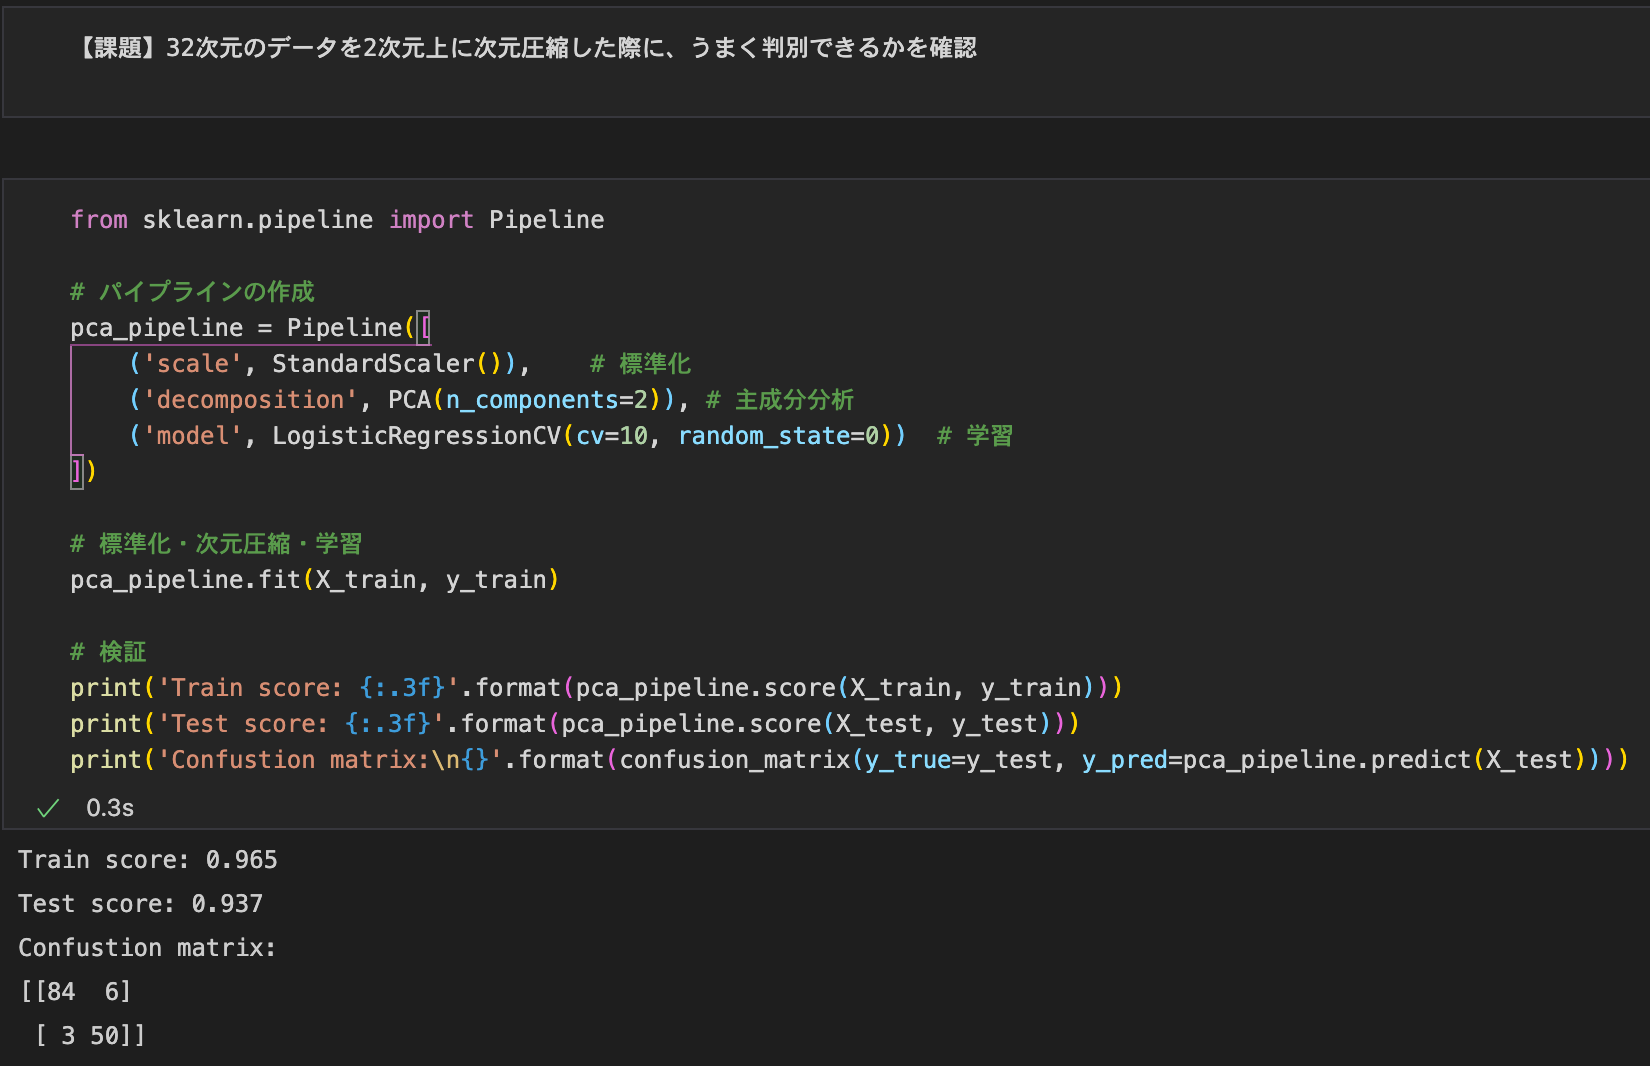 【課題】32次元のデータを2次元上に次元圧縮した際に、うまく判別できるかを確認
from sklearn.pipeline import Pipeline
# パイプラインの作成
pca_pipeline = Pipeline([
    ('scale', StandardScaler()),    # 標準化
    ('decomposition', PCA(n_components=2)), # 主成分分析
    ('model', LogisticRegressionCV(cv=10, random_state=0))  # 学習
])
# 標準化・次元圧縮・学習
pca_pipeline.fit(X_train, y_train)
# 検証
print('Train score: {:.3f}'.format(pca_pipeline.score(X_train, y_train)))
print('Test score: {:.3f}'.format(pca_pipeline.score(X_test, y_test)))
print('Confustion matrix:\n{}'.format(confusion_matrix(y_true=y_test, y_pred=pca_pipeline.predict(X_test))))
✓ 0.3s
Train score: 0.965
Test score: 0.937
Confustion matrix:
[[84  6]
 [ 3 50]]